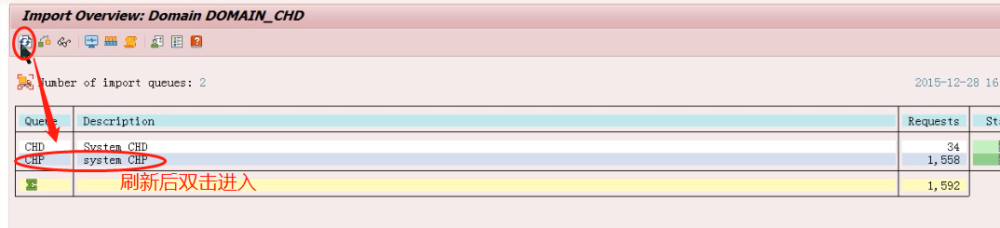 Import Overview: Domain DOMAIN_CHD
Number of import queues: 2
2015-12-28 16
Queue Description Requests St
CHD System CHD 34
CHP system CHP 1,558
刷新后双击进入
Σ 1,592